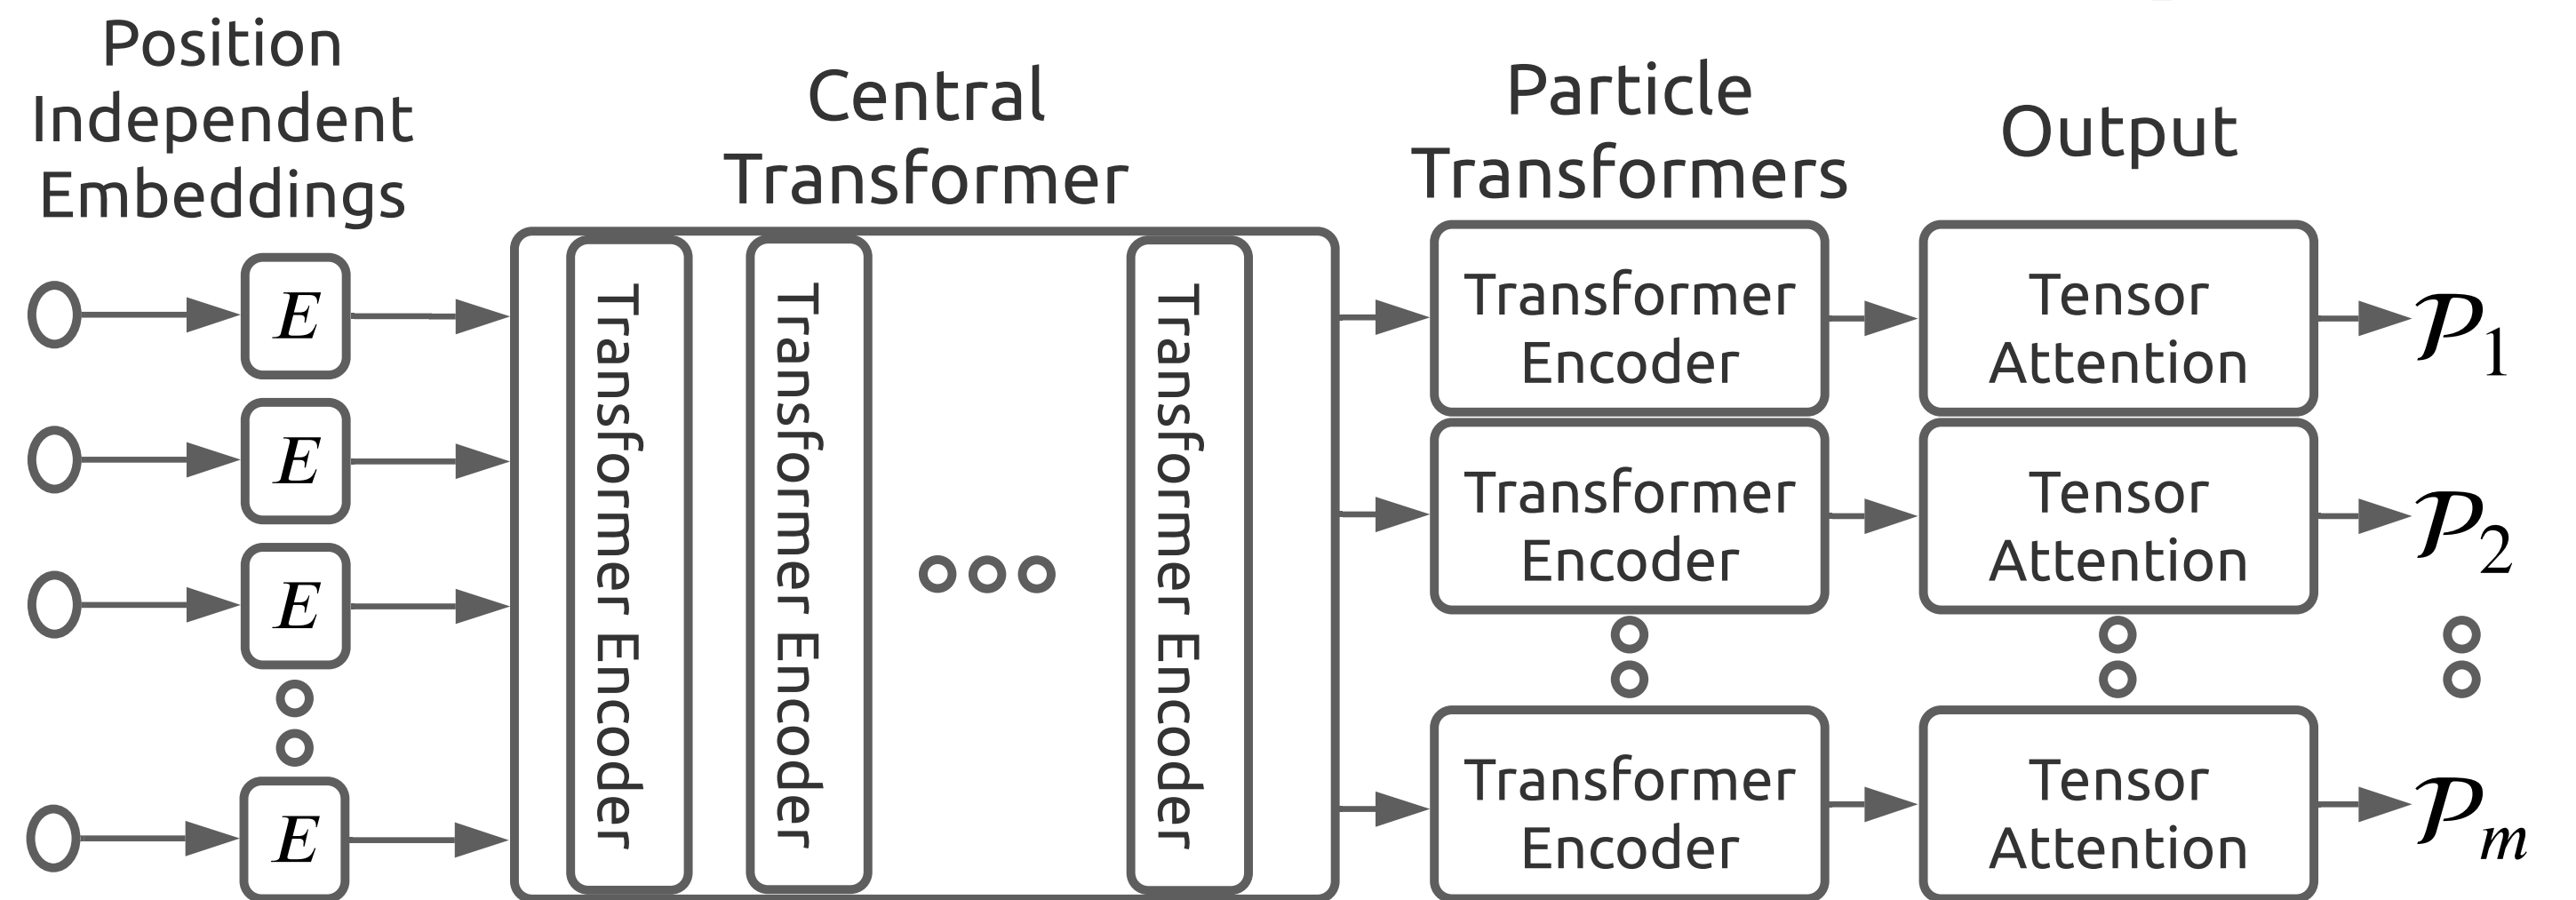 Position
Independent
Embeddings
Central
Transformer
Particle
Transformers
Output
E
E
E
E
Transformer Encoder
Transformer Encoder
Transformer Encoder
Transformer
Encoder
Tensor
Attention
𝒫1
Transformer
Encoder
Tensor
Attention
𝒫2
Transformer
Encoder
Tensor
Attention
𝒫m